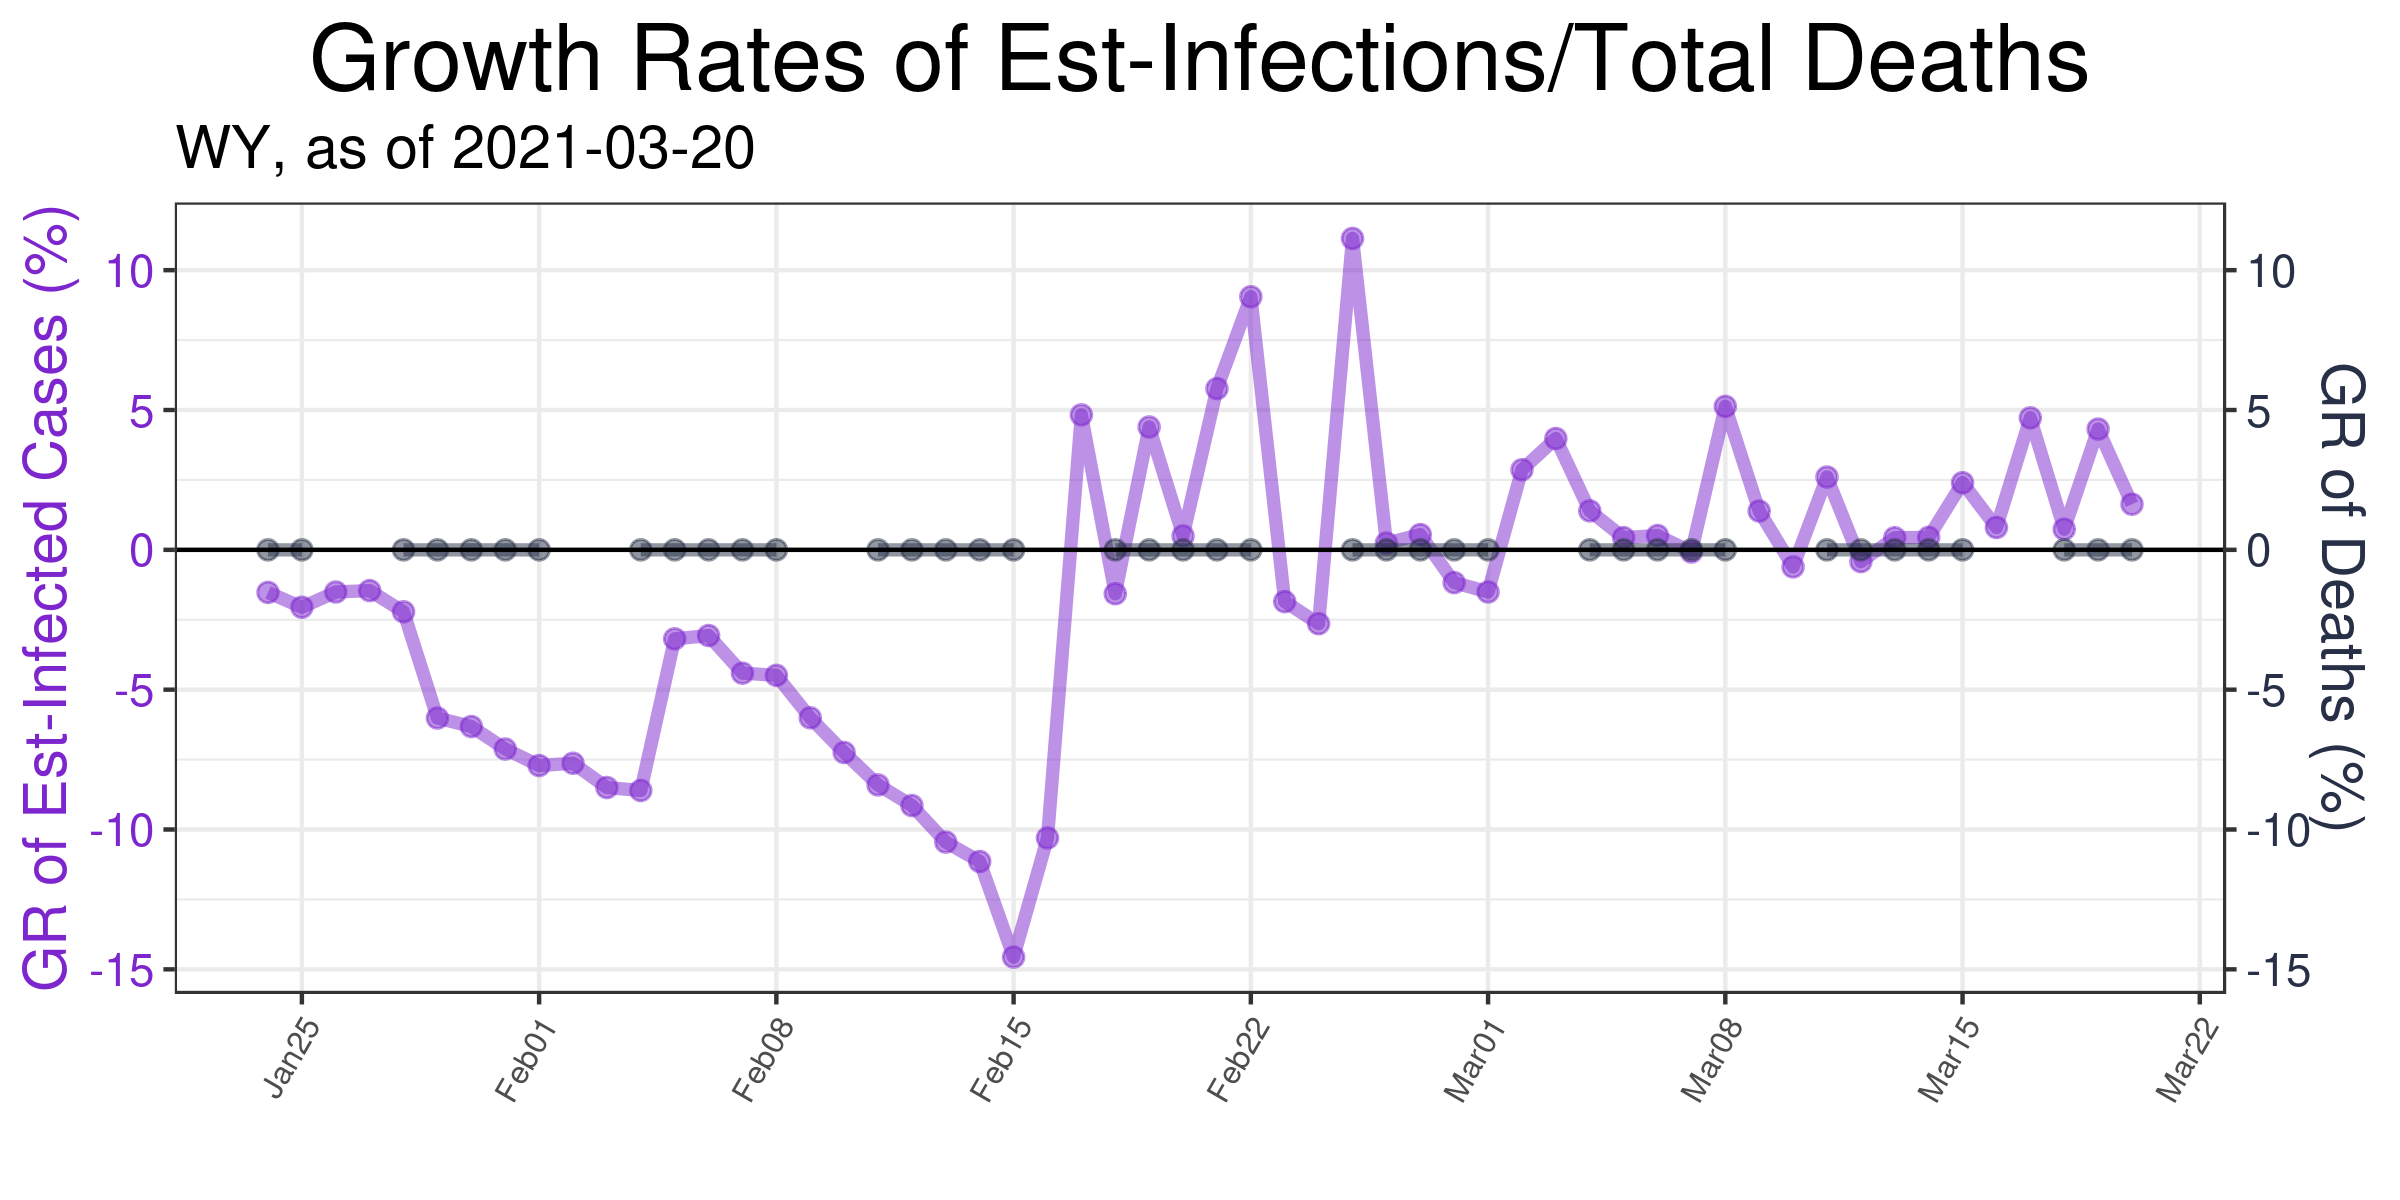 Growth Rates of Est-Infections/Total Deaths
WY, as of 2021-03-20
GR of Est-Infected Cases (%)
10
5
0
-5
-10
-15
10
5
0
-5
-10
-15
GR of Deaths (%)
Jan25
Feb01
Feb08
Feb15
Feb22
Mar01
Mar08
Mar15
Mar22